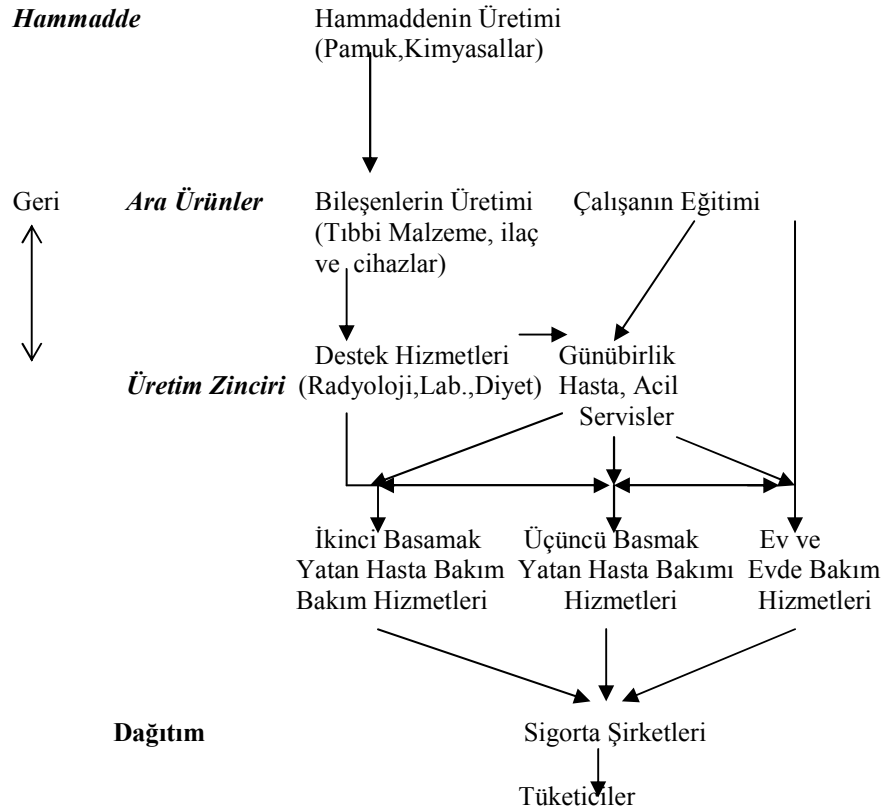 Hammadde Hammaddenin Üretimi
(Pamuk,Kimyasallar)
Geri Ara Ürünler Bileşenlerin Üretimi Çalışanın Eğitimi
(Tıbbi Malzeme, ilaç
ve cihazlar)
Destek Hizmetleri Günübirlik
Üretim Zinciri (Radyoloji,Lab.,Diyet) Hasta, Acil
Servisler
İkinci Basamak Üçüncü Basmak Ev ve
Yatan Hasta Bakım Yatan Hasta Bakımı Evde Bakım
Bakım Hizmetleri Hizmetleri Hizmetleri
Dağıtım Sigorta Şirketleri
Tüketiciler